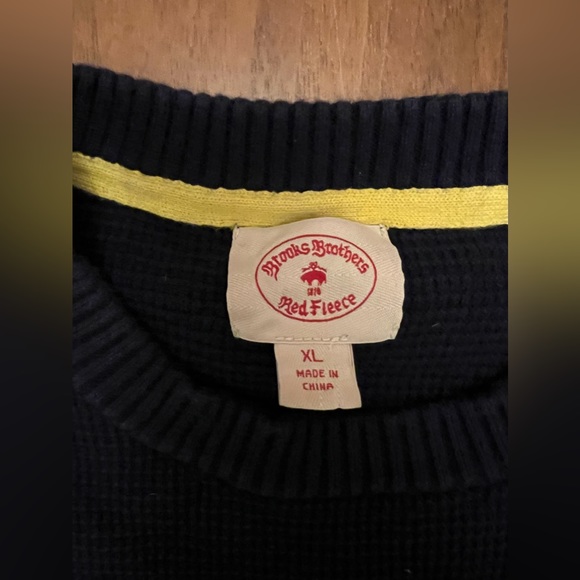 Brooks Brothers
1818
Red Fleece
XL
MADE IN
CHINA